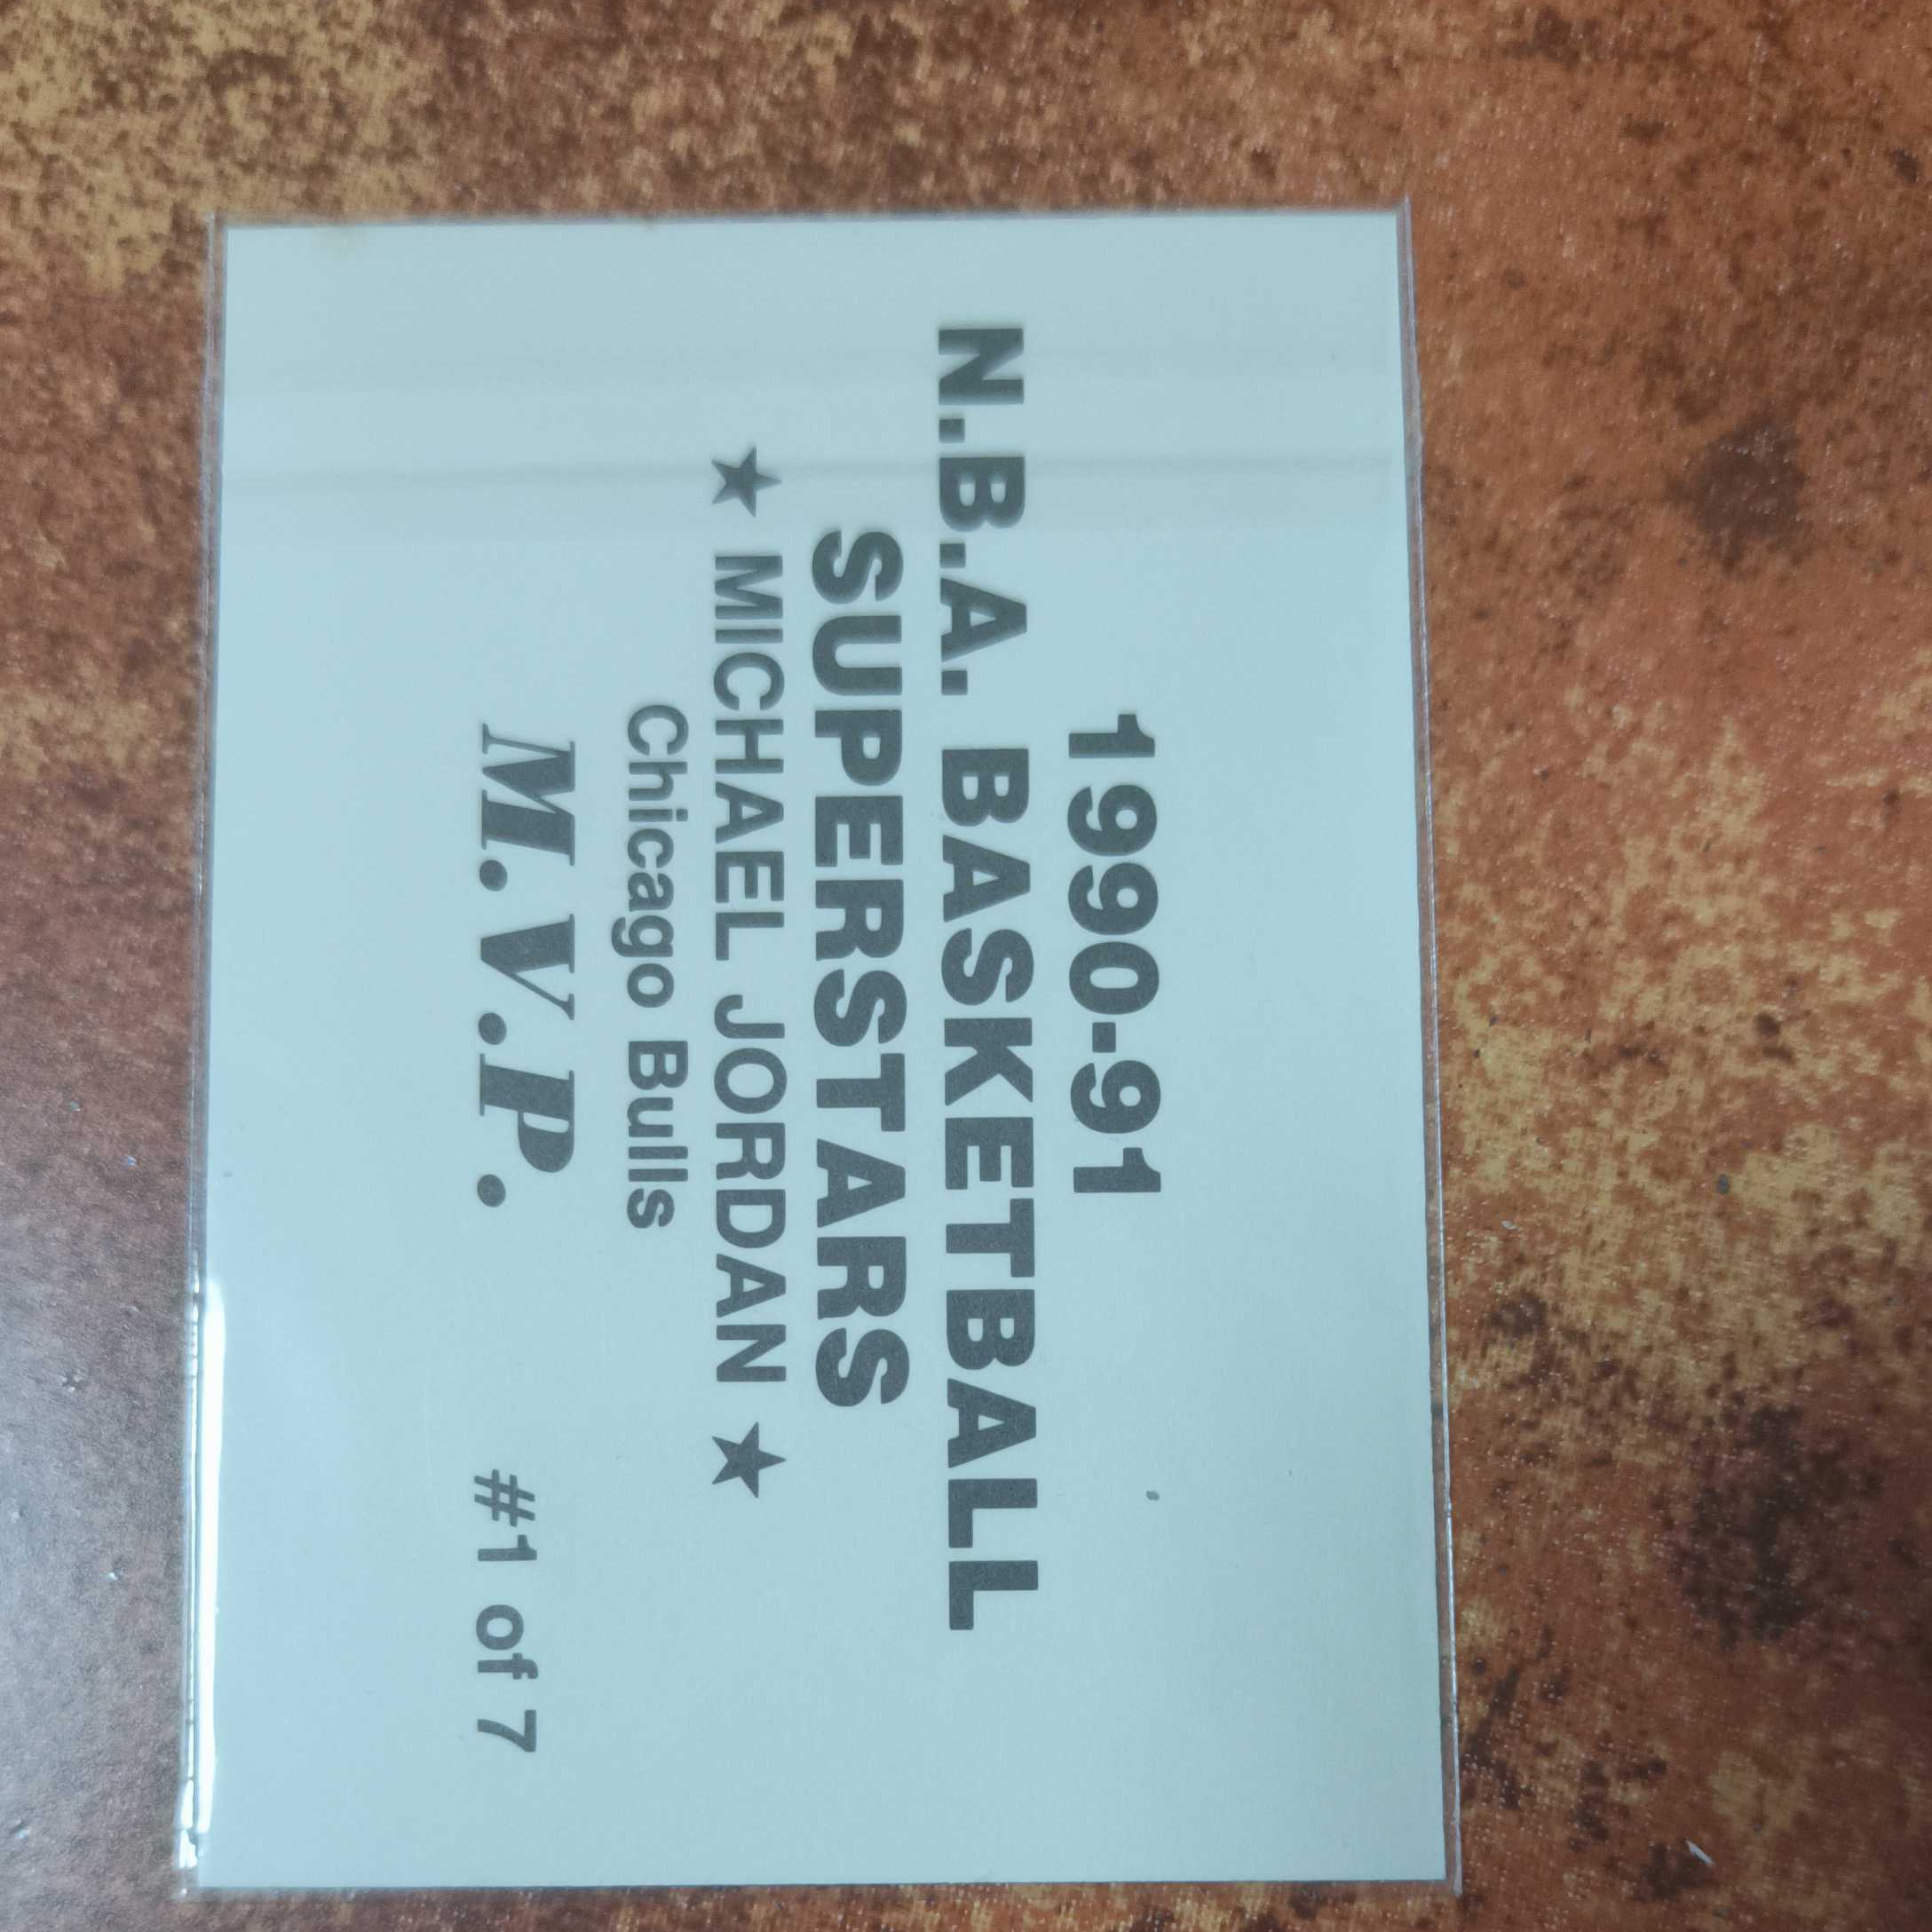 1990-91
N.B.A. BASKETBALL
SUPERSTARS
★ MICHAEL JORDAN ★
Chicago Bulls
M.V.P.
#1 of 7